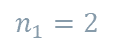 n₁ = 2